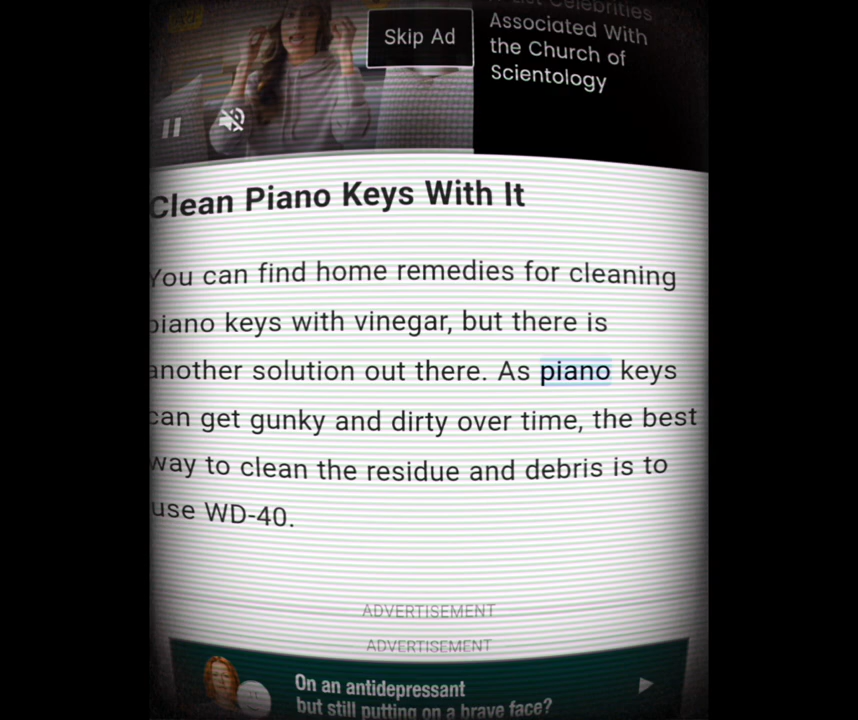 Celebrities
Associated With
the Church of
Scientology
Skip Ad
Clean Piano Keys With It
You can find home remedies for cleaning
piano keys with vinegar, but there is
another solution out there. As piano keys
can get gunky and dirty over time, the best
way to clean the residue and debris is to
use WD-40.
ADVERTISEMENT
ADVERTISEMENT
On an antidepressant
but still putting on a brave face?